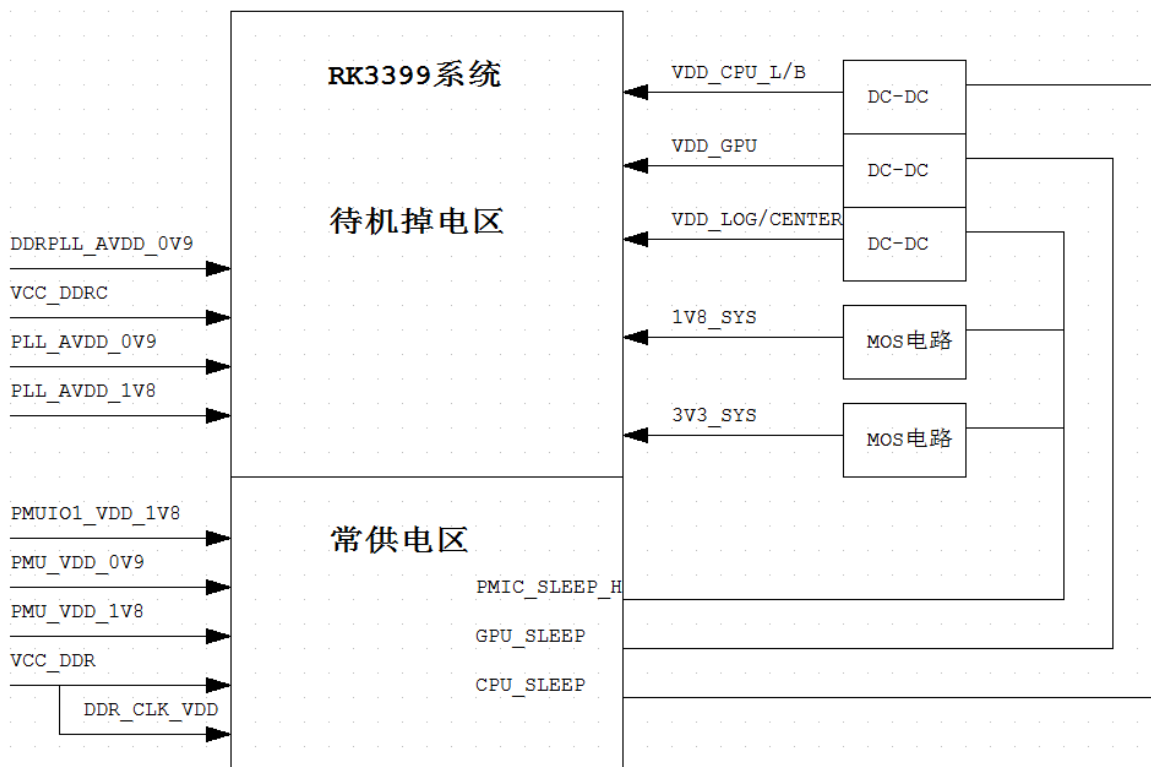 RK3399系统
VDD_CPU_L/B
DC-DC
VDD_GPU
DC-DC
待机掉电区
VDD_LOG/CENTER
DC-DC
DDRPLL_AVDD_0V9
VCC_DDRC
1V8_SYS
MOS电路
PLL_AVDD_0V9
PLL_AVDD_1V8
3V3_SYS
MOS电路
PMUIO1_VDD_1V8
常供电区
PMU_VDD_0V9
PMIC_SLEEP_H
PMU_VDD_1V8
GPU_SLEEP
VCC_DDR
CPU_SLEEP
DDR_CLK_VDD